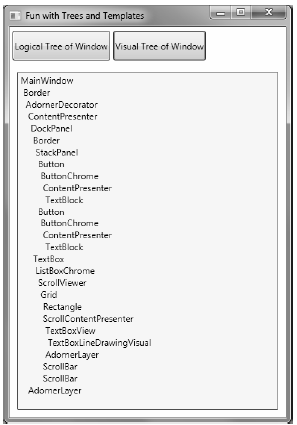 Fun with Trees and Templates
Logical Tree of Window Visual Tree of Window
MainWindow
Border
AdornerDecorator
ContentPresenter
DockPanel
Border
StackPanel
Button
ButtonChrome
ContentPresenter
TextBlock
Button
ButtonChrome
ContentPresenter
TextBlock
TextBox
ListBoxChrome
ScrollViewer
Grid
Rectangle
ScrollContentPresenter
TextBoxView
TextBoxLineDrawingVisual
AdornerLayer
ScrollBar
ScrollBar
AdornerLayer